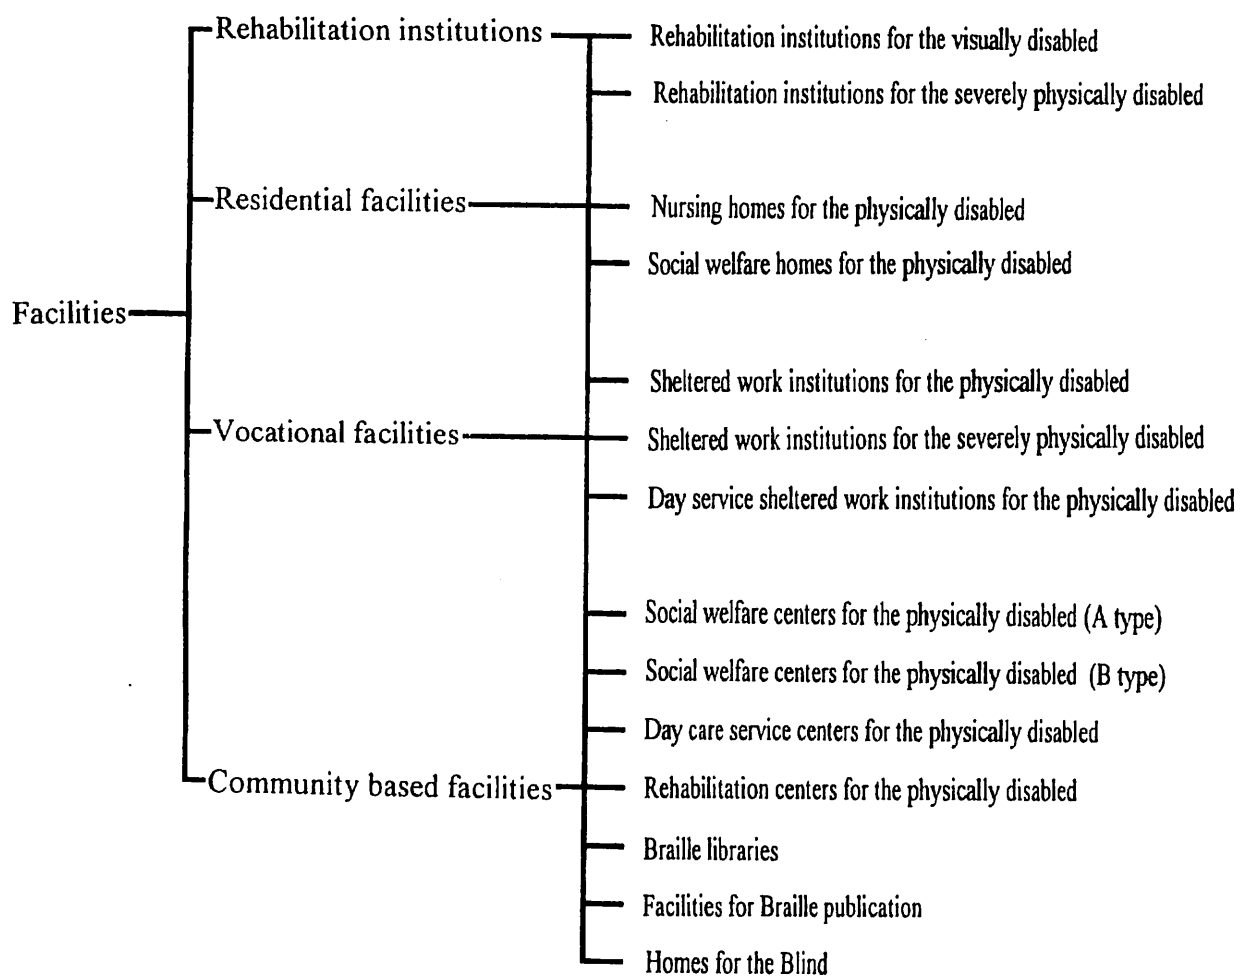 Facilities
Rehabilitation institutions
Rehabilitation institutions for the visually disabled
Rehabilitation institutions for the severely physically disabled
Residential facilities
Nursing homes for the physically disabled
Social welfare homes for the physically disabled
Vocational facilities
Sheltered work institutions for the physically disabled
Sheltered work institutions for the severely physically disabled
Day service sheltered work institutions for the physically disabled
Community based facilities
Social welfare centers for the physically disabled (A type)
Social welfare centers for the physically disabled (B type)
Day care service centers for the physically disabled
Rehabilitation centers for the physically disabled
Braille libraries
Facilities for Braille publication
Homes for the Blind